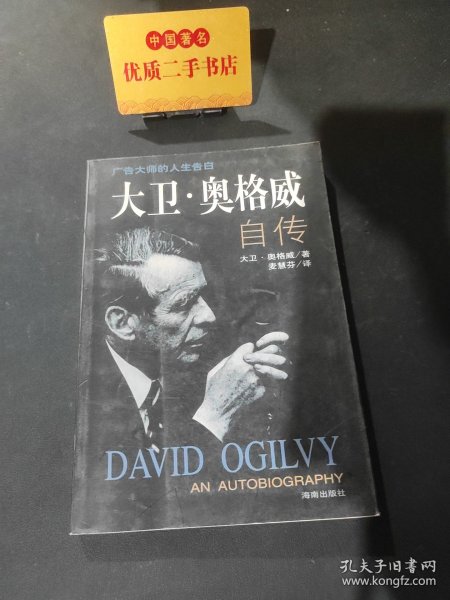 中国著名
优质二手书店
广告大师的人生告白
大卫·奥格威
自传
大卫·奥格威/著
麦慧芬/译
DAVID OGILVY
AN AUTOBIOGRAPHY
海南出版社
孔夫子旧书网
www.kongfz.com